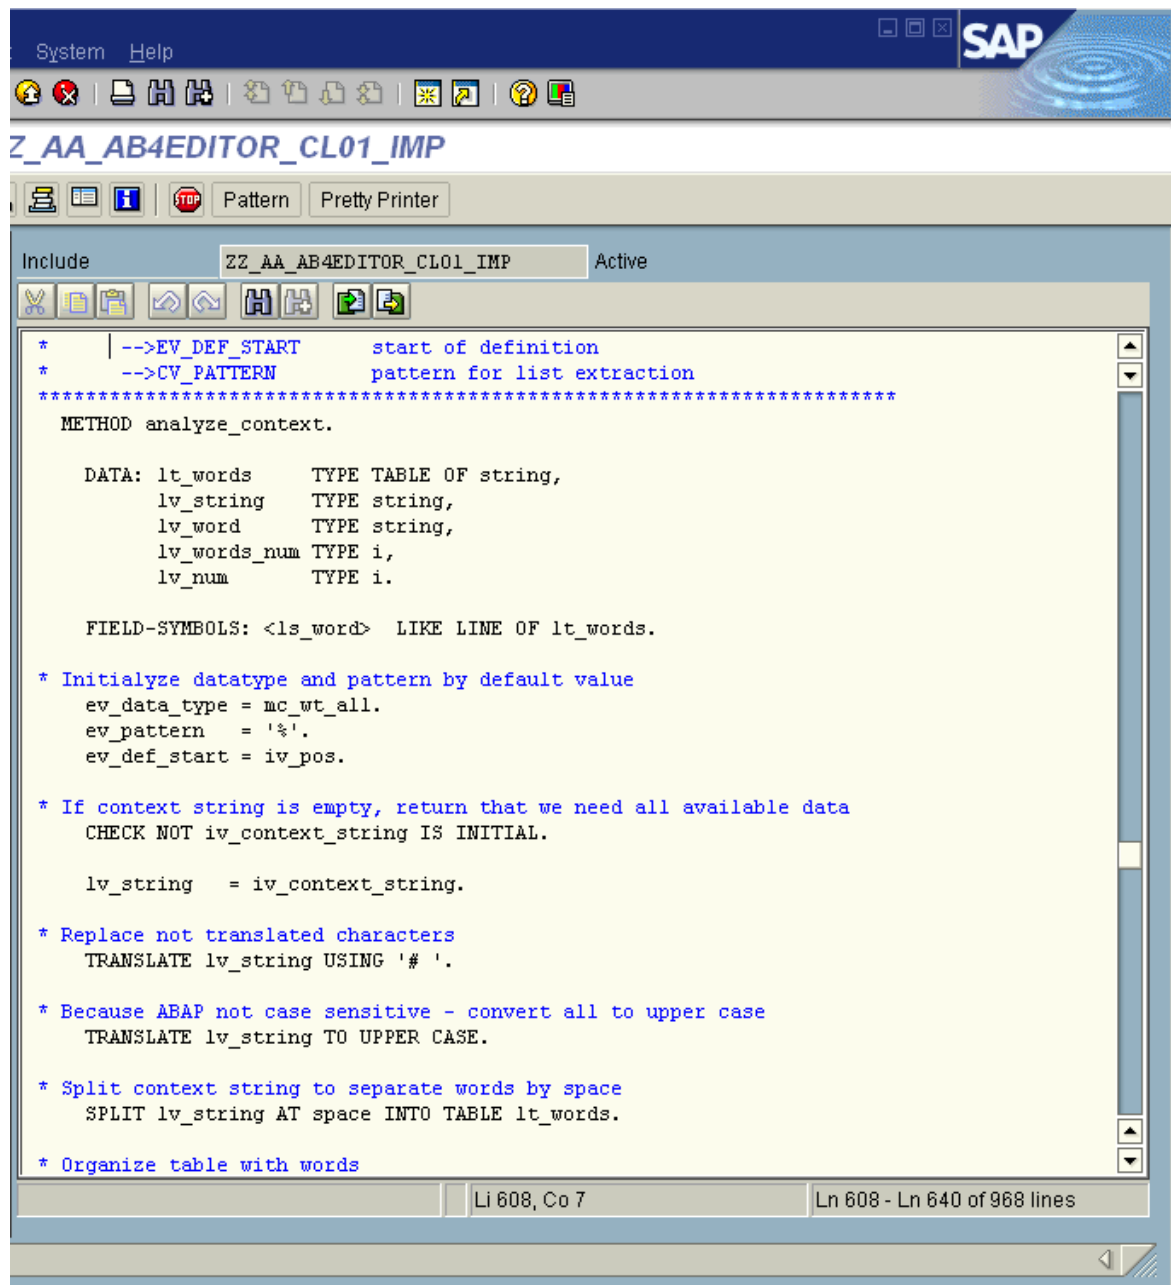 System Help
SAP
Z_AA_AB4EDITOR_CL01_IMP
STOP Pattern Pretty Printer
Include ZZ_AA_AB4EDITOR_CL01_IMP Active
*      -->EV_DEF_START      start of definition
*      -->CV_PATTERN        pattern for list extraction
************************************************************************
  METHOD analyze_context.
    DATA: lt_words     TYPE TABLE OF string,
          lv_string    TYPE string,
          lv_word      TYPE string,
          lv_words_num TYPE i,
          lv_num       TYPE i.
    FIELD-SYMBOLS: <ls_word>  LIKE LINE OF lt_words.
* Initialyze datatype and pattern by default value
    ev_data_type = mc_wt_all.
    ev_pattern   = '%'.
    ev_def_start = iv_pos.
* If context string is empty, return that we need all available data
    CHECK NOT iv_context_string IS INITIAL.
    lv_string   = iv_context_string.
* Replace not translated characters
    TRANSLATE lv_string USING '# '.
* Because ABAP not case sensitive - convert all to upper case
    TRANSLATE lv_string TO UPPER CASE.
* Split context string to separate words by space
    SPLIT lv_string AT space INTO TABLE lt_words.
* Organize table with words
Li 608, Co 7 Ln 608 - Ln 640 of 968 lines